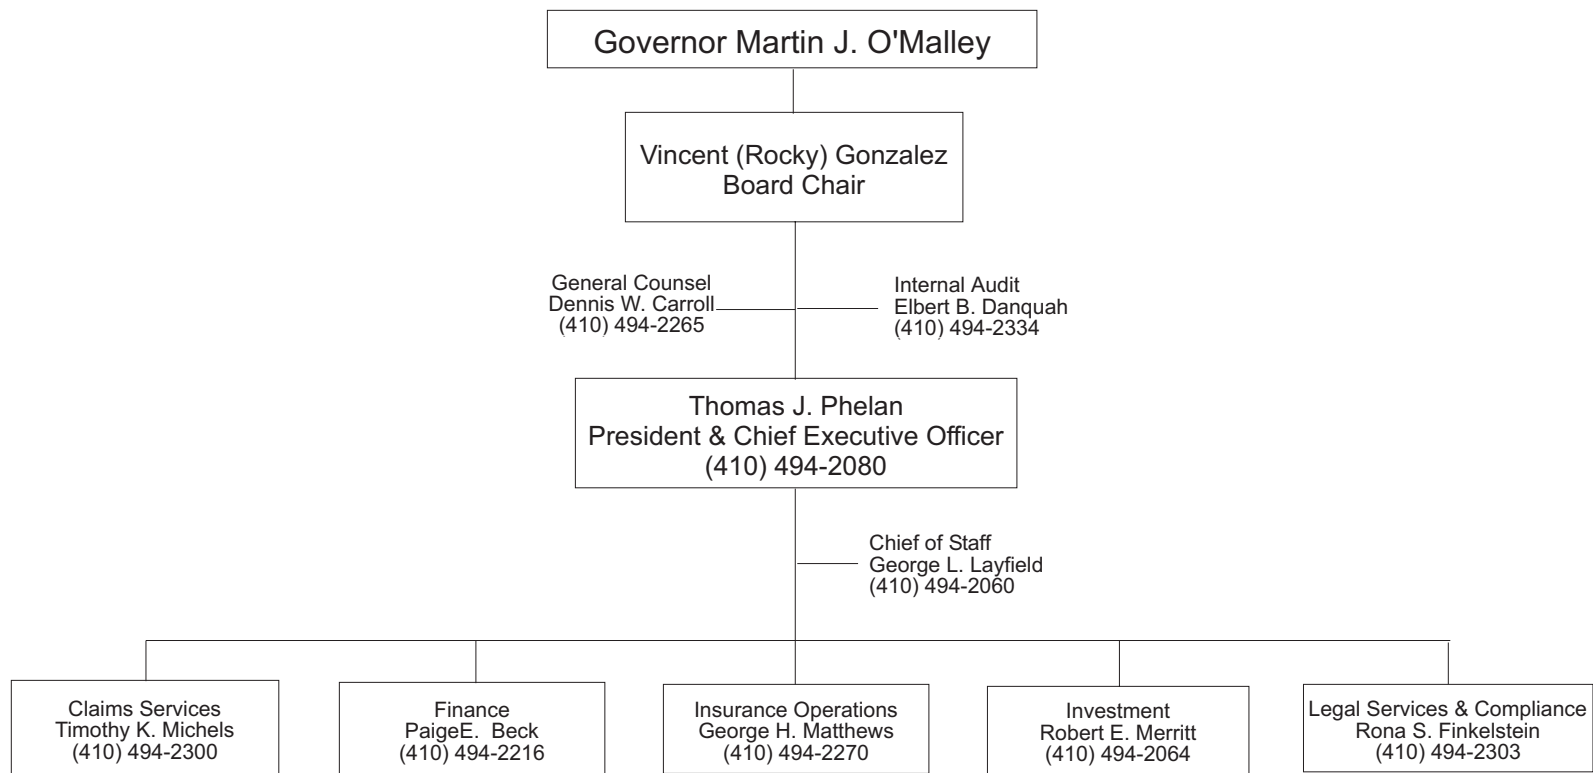 Governor Martin J. O'Malley
Vincent (Rocky) Gonzalez
Board Chair
General Counsel
Dennis W. Carroll
(410) 494-2265
Internal Audit
Elbert B. Danquah
(410) 494-2334
Thomas J. Phelan
President & Chief Executive Officer
(410) 494-2080
Chief of Staff
George L. Layfield
(410) 494-2060
Claims Services
Timothy K. Michels
(410) 494-2300
Finance
PaigeE. Beck
(410) 494-2216
Insurance Operations
George H. Matthews
(410) 494-2270
Investment
Robert E. Merritt
(410) 494-2064
Legal Services & Compliance
Rona S. Finkelstein
(410) 494-2303